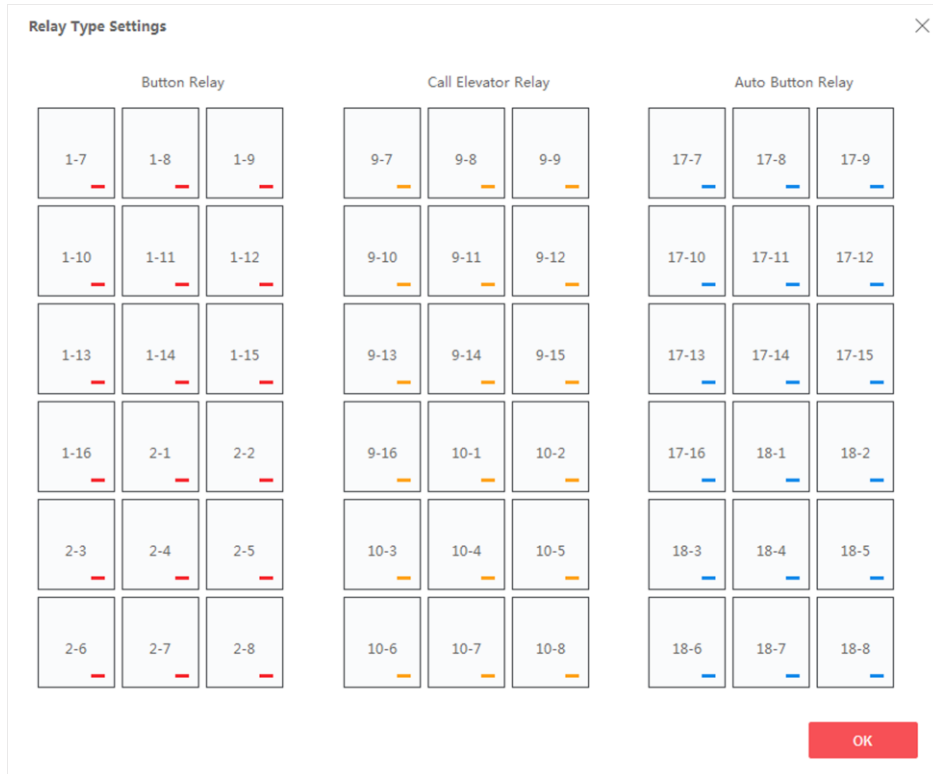 Relay Type Settings
Button Relay Call Elevator Relay Auto Button Relay
1-7 1-8 1-9 9-7 9-8 9-9 17-7 17-8 17-9
1-10 1-11 1-12 9-10 9-11 9-12 17-10 17-11 17-12
1-13 1-14 1-15 9-13 9-14 9-15 17-13 17-14 17-15
1-16 2-1 2-2 9-16 10-1 10-2 17-16 18-1 18-2
2-3 2-4 2-5 10-3 10-4 10-5 18-3 18-4 18-5
2-6 2-7 2-8 10-6 10-7 10-8 18-6 18-7 18-8
OK